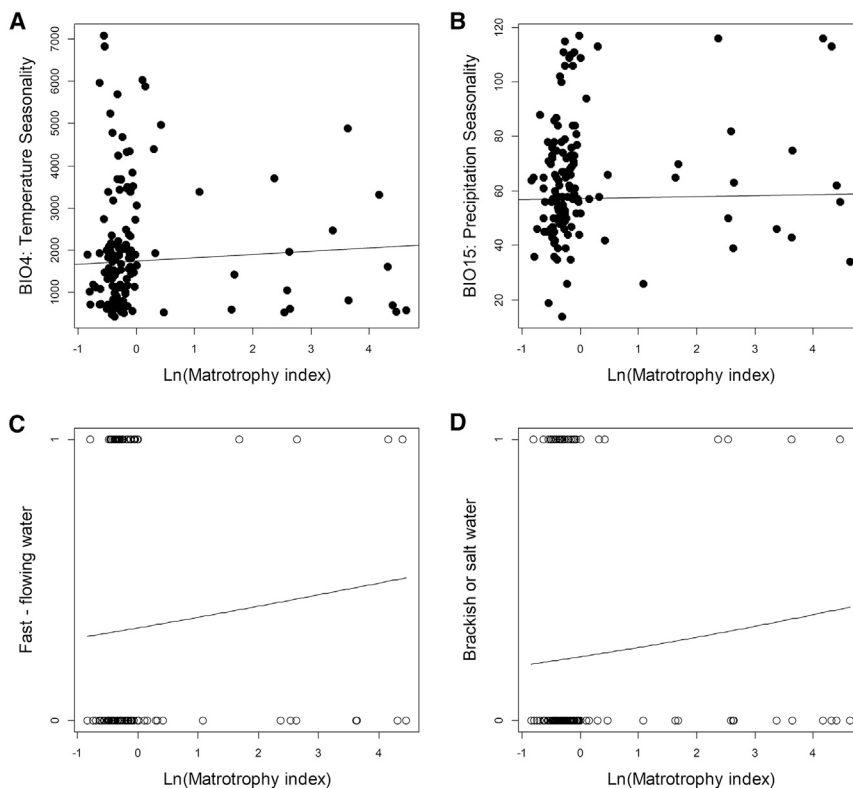 A
BIO4: Temperature Seasonality
7000
6000
5000
4000
3000
2000
1000
-1 0 1 2 3 4
Ln(Matrotrophy index)
B
BIO15: Precipitation Seasonality
120
100
80
60
40
20
-1 0 1 2 3 4
Ln(Matrotrophy index)
C
Fast - flowing water
1
0
-1 0 1 2 3 4
Ln(Matrotrophy index)
D
Brackish or salt water
1
0
-1 0 1 2 3 4
Ln(Matrotrophy index)